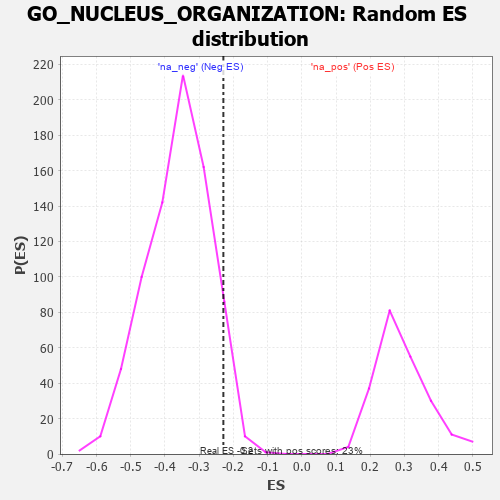 GO_NUCLEUS_ORGANIZATION: Random ES
distribution
'na_neg' (Neg ES)
'na_pos' (Pos ES)
220
200
180
160
140
120
100
80
60
40
20
0
P(ES)
Real ES
Sets with pos scores: 23%
-0.7 -0.6 -0.5 -0.4 -0.3 -0.2 -0.1 0.0 0.1 0.2 0.3 0.4 0.5
ES